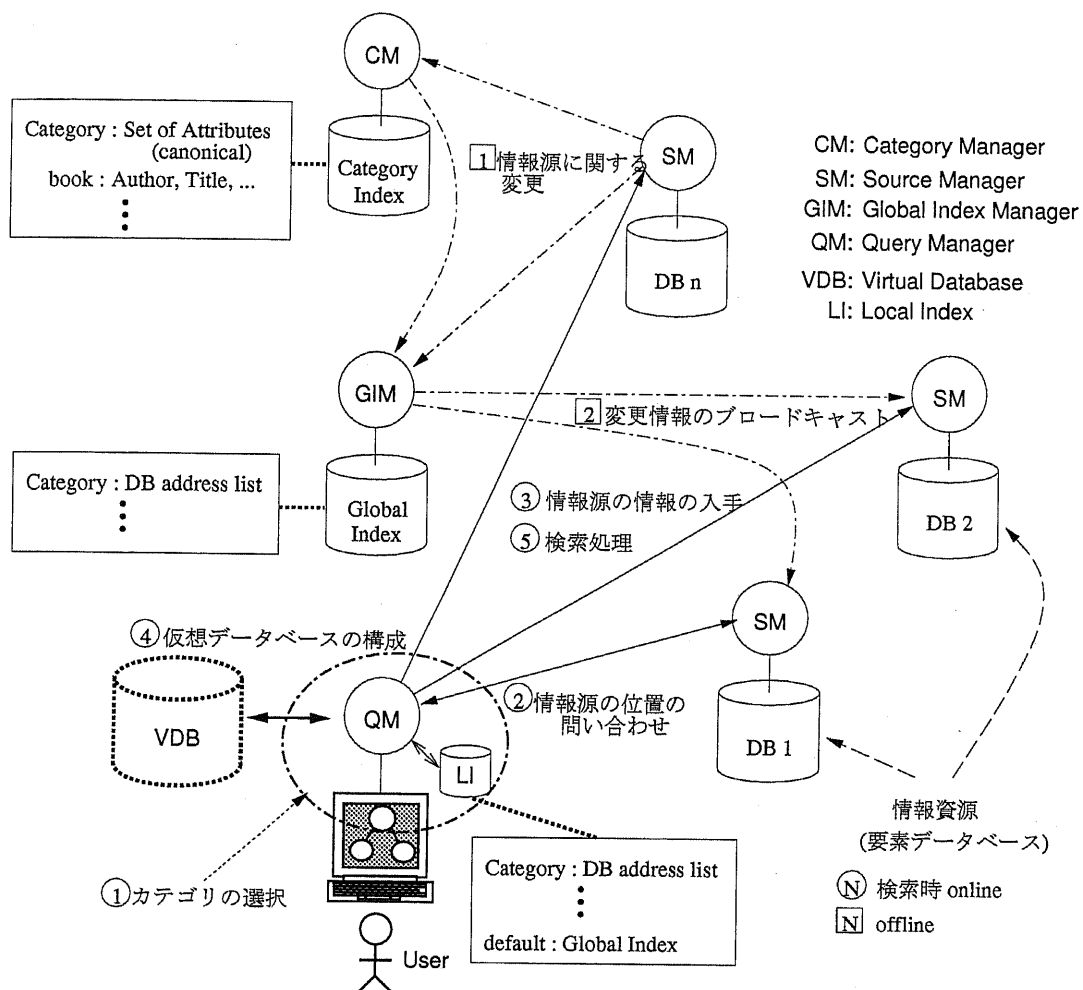 CM
Category : Set of Attributes
(canonical)
book : Author, Title, ...
Category
Index
1 情報源に関する
変更
SM
DB n
CM: Category Manager
SM: Source Manager
GIM: Global Index Manager
QM: Query Manager
VDB: Virtual Database
LI: Local Index
GIM
2 変更情報のブロードキャスト
SM
DB 2
Category : DB address list
Global
Index
③ 情報源の情報の入手
⑤ 検索処理
SM
DB 1
④ 仮想データベースの構成
VDB
QM
LI
② 情報源の位置の
問い合わせ
情報資源
(要素データベース)
① カテゴリの選択
Category : DB address list
default : Global Index
Ⓝ 検索時 online
N offline
User